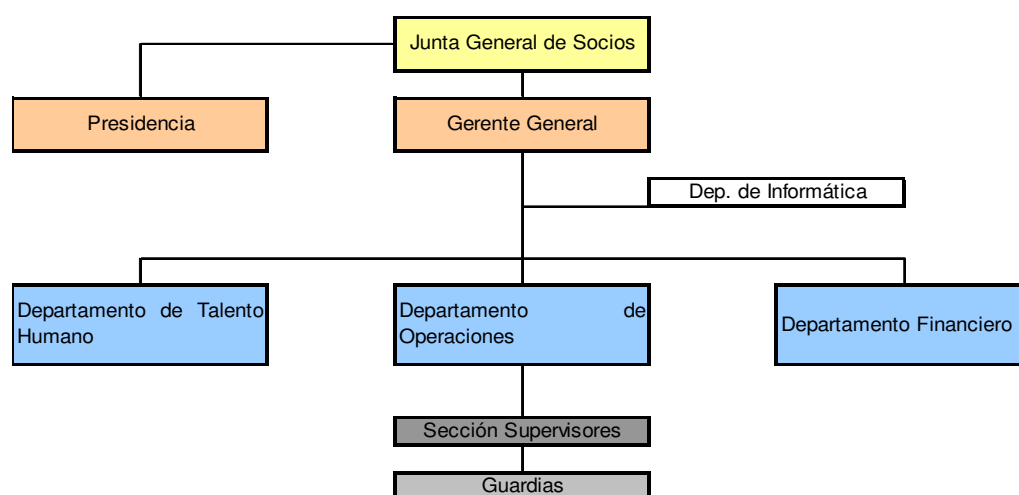 Junta General de Socios
Presidencia
Gerente General
Dep. de Informática
Departamento de Talento
Humano
Departamento de
Operaciones
Departamento Financiero
Sección Supervisores
Guardias